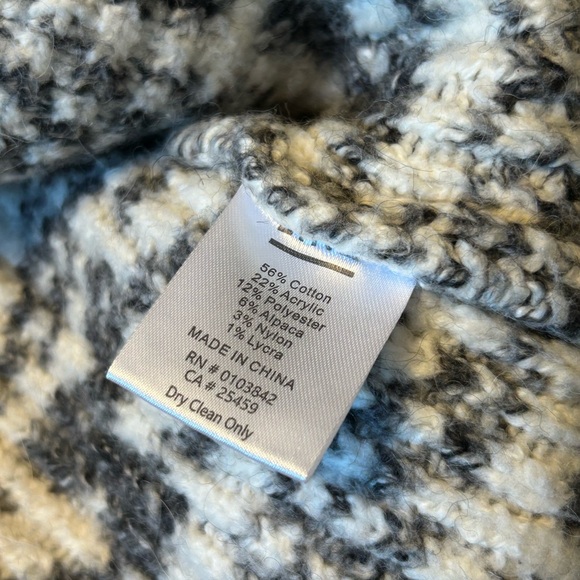 56% Cotton
22% Acrylic
12% Polyester
6% Alpaca
3% Nylon
1% Lycra
MADE IN CHINA
RN # 0103842
CA # 25459
Dry Clean Only